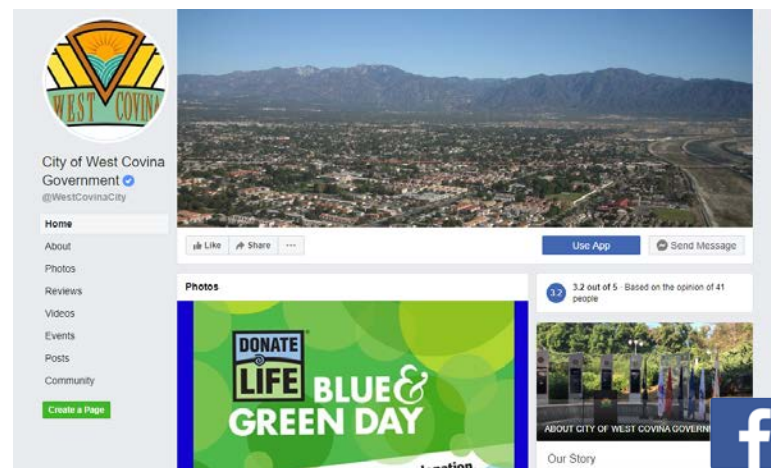 WEST COVINA
City of West Covina
Government
@WestCovinaCity
Home
About
Photos
Reviews
Videos
Events
Posts
Community
Create a Page
Like Share ...
Use App
Send Message
Photos
DONATE
LIFE
BLUE &
GREEN DAY
3.2
3.2 out of 5 · Based on the opinion of 41
people
ABOUT CITY OF WEST COVINA
Our Story
f